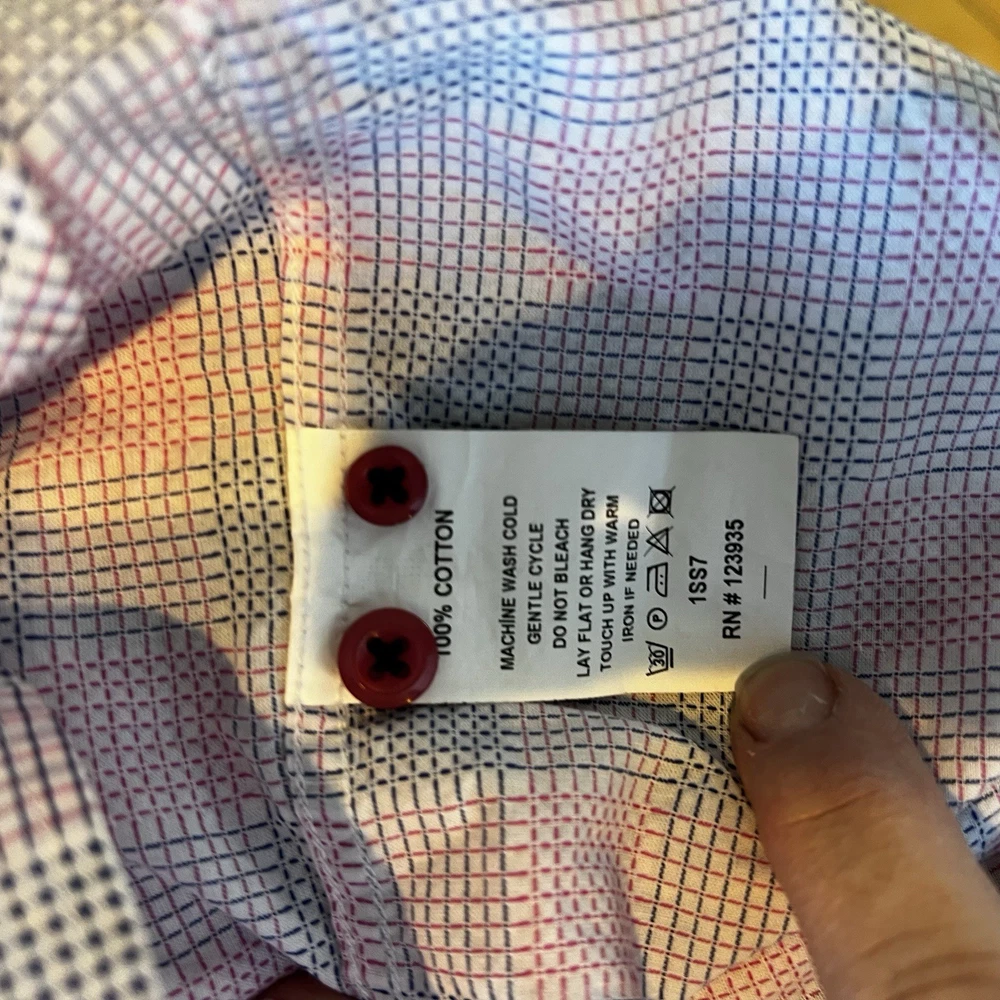 100% COTTON
MACHINE WASH COLD
GENTLE CYCLE
DO NOT BLEACH
LAY FLAT OR HANG DRY
TOUCH UP WITH WARM
IRON IF NEEDED
30 P
1SS7
RN # 123935